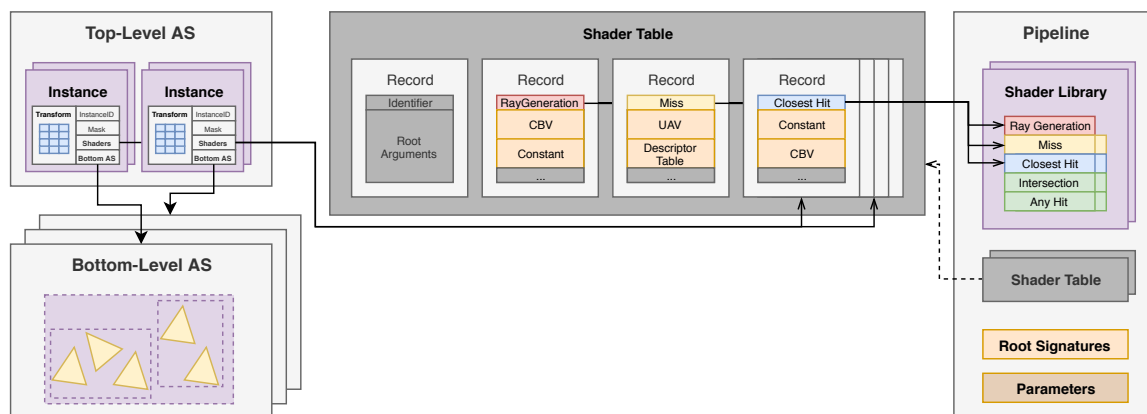 Top-Level AS
Instance
Transform
InstanceID
Mask
Shaders
Bottom AS
Instance
Transform
InstanceID
Mask
Shaders
Bottom AS
Bottom-Level AS
Shader Table
Record
Identifier
Root
Arguments
Record
RayGeneration
CBV
Constant
...
Record
Miss
UAV
Descriptor
Table
...
Record
Closest Hit
Constant
CBV
...
Pipeline
Shader Library
Ray Generation
Miss
Closest Hit
Intersection
Any Hit
Shader Table
Root Signatures
Parameters